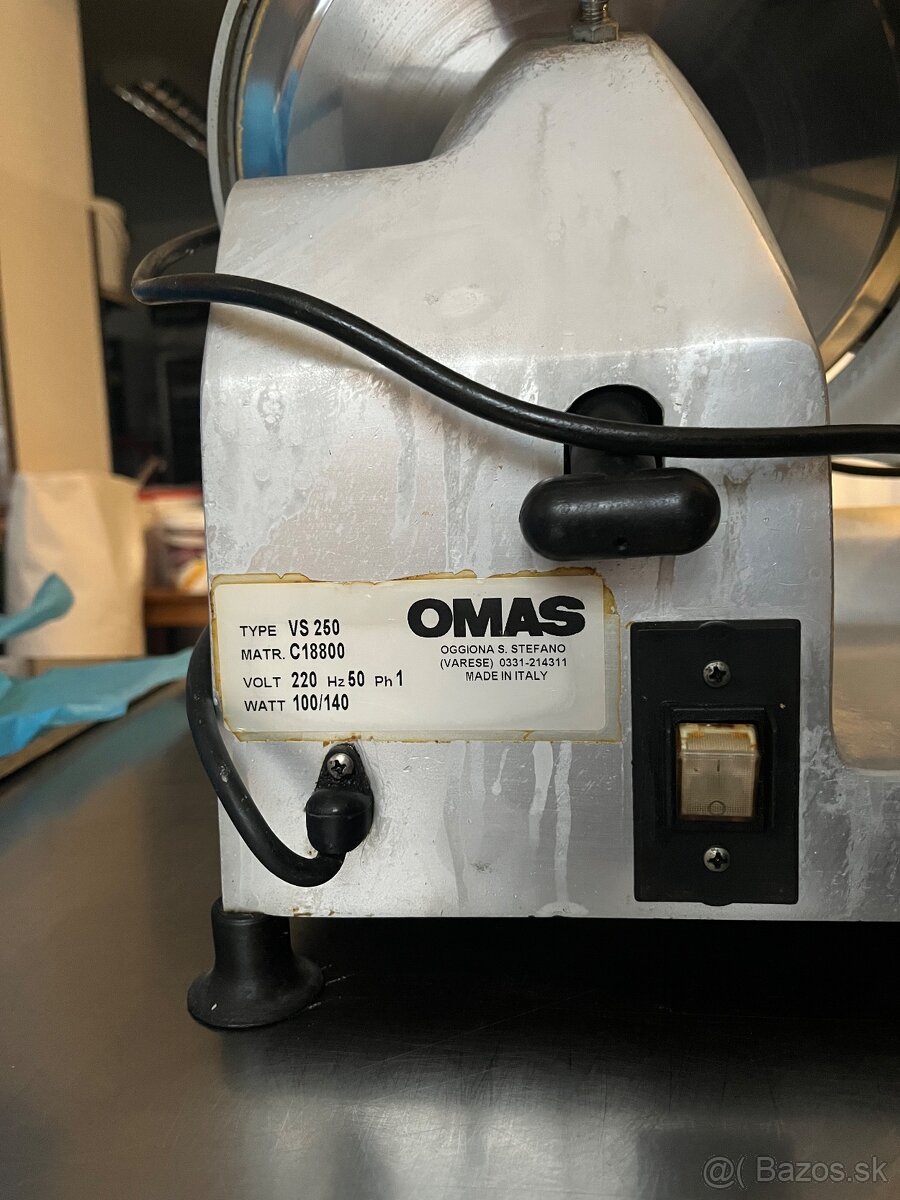 TYPE VS 250
MATR. C18800
VOLT 220 Hz 50 Ph 1
WATT 100/140
OMAS
OGGIONA S. STEFANO
(VARESE) 0331-214311
MADE IN ITALY
I
O
@( Bazos.sk